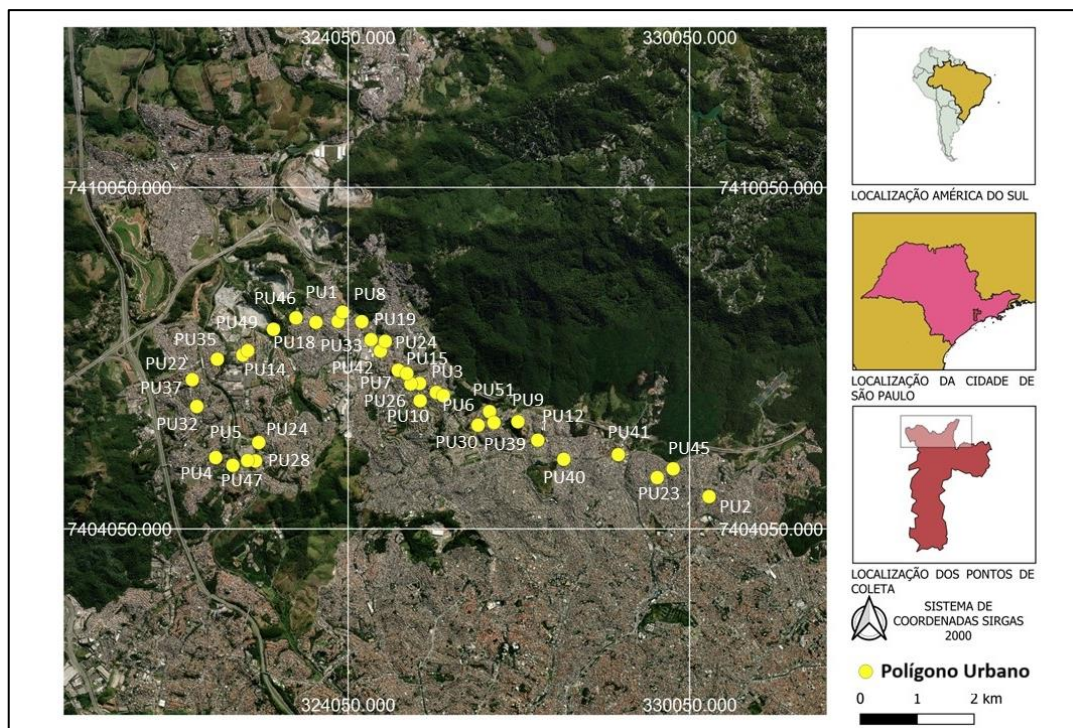 324050.000
330050.000
7410050.000
7410050.000
PU1
PU8
PU46
PU19
PU49
PU18
PU33
PU24
PU35
PU14
PU42
PU15
PU22
PU7
PU3
PU37
PU26
PU6
PU51
PU9
PU32
PU10
PU12
PU5
PU24
PU30
PU39
PU41
PU4
PU28
PU45
PU47
PU40
PU23
PU2
7404050.000
7404050.000
324050.000
330050.000
LOCALIZAÇÃO AMÉRICA DO SUL
LOCALIZAÇÃO DA CIDADE DE
SÃO PAULO
LOCALIZAÇÃO DOS PONTOS DE
COLETA
SISTEMA DE
COORDENADAS SIRGAS
2000
Polígono Urbano
0 1 2 km